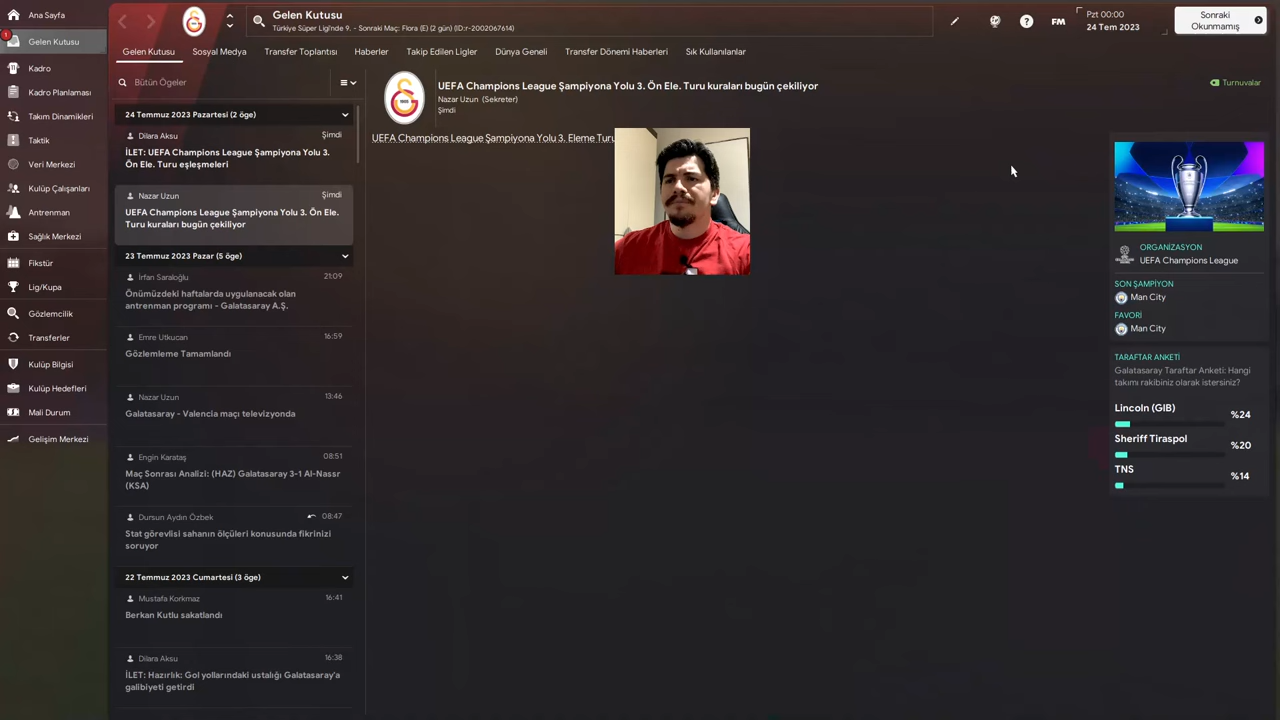 Ana Sayfa
1
Gelen Kutusu
Kadro
Kadro Planlaması
Takım Dinamikleri
Taktik
Veri Merkezi
Kulüp Çalışanları
Antrenman
Sağlık Merkezi
Fikstür
Lig/Kupa
Gözlemcilik
Transferler
Kulüp Bilgisi
Kulüp Hedefleri
Mali Durum
Gelişim Merkezi
Gelen Kutusu
Türkiye Süper Ligi'nde 9. - Sonraki Maç: Flora (E) (2 gün) (ID:r-2002067614)
?
FM
Pzt 00:00
24 Tem 2023
Sonraki
Okunmamış
Gelen Kutusu
Sosyal Medya
Transfer Toplantısı
Haberler
Takip Edilen Ligler
Dünya Geneli
Transfer Dönemi Haberleri
Sık Kullanılanlar
Bütün Ögeler
24 Temmuz 2023 Pazartesi (2 öge)
Dilara Aksu
Şimdi
İLET: UEFA Champions League Şampiyona Yolu 3.
Ön Ele. Turu eşleşmeleri
Nazar Uzun
Şimdi
UEFA Champions League Şampiyona Yolu 3. Ön Ele.
Turu kuraları bugün çekiliyor
23 Temmuz 2023 Pazar (5 öge)
İrfan Saraloğlu
21:09
Önümüzdeki haftalarda uygulanacak olan
antrenman programı - Galatasaray A.Ş.
Emre Utkucan
16:59
Gözlemleme Tamamlandı
Nazar Uzun
13:46
Galatasaray - Valencia maçı televizyonda
Engin Karataş
08:51
Maç Sonrası Analizi: (HAZ) Galatasaray 3-1 Al-Nassr
(KSA)
Dursun Aydın Özbek
08:47
Stat görevlisi sahanın ölçüleri konusunda fikrinizi
soruyor
22 Temmuz 2023 Cumartesi (3 öge)
Mustafa Korkmaz
16:41
Berkan Kutlu sakatlandı
Dilara Aksu
16:38
İLET: Hazırlık: Gol yollarındaki ustalığı Galatasaray'a
galibiyeti getirdi
UEFA Champions League Şampiyona Yolu 3. Ön Ele. Turu kuraları bugün çekiliyor
Nazar Uzun (Sekreter)
Şimdi
UEFA Champions League Şampiyona Yolu 3. Eleme Turu
Turnuvalar
ORGANİZASYON
UEFA Champions League
SON ŞAMPİYON
Man City
FAVORİ
Man City
TARAFTAR ANKETİ
Galatasaray Taraftar Anketi: Hangi
takımı rakibiniz olarak istersiniz?
Lincoln (GIB)
%24
Sheriff Tiraspol
%20
TNS
%14